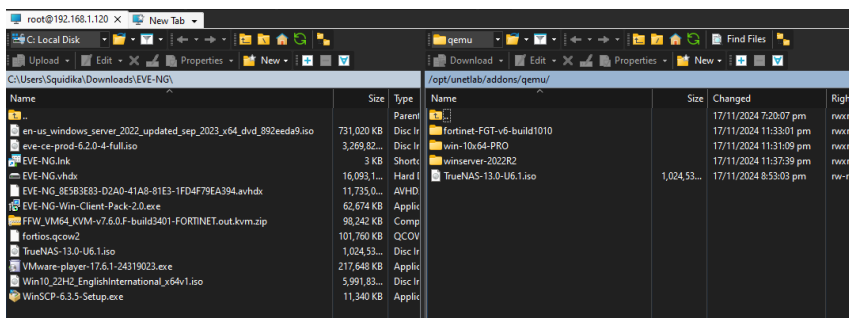 root@192.168.1.120 × New Tab
C: Local Disk
qemu Find Files
Upload Edit Properties New
Download Edit Properties New
C:\Users\Squidika\Downloads\EVE-NG\
/opt/unetlab/addons/qemu/
Name Size Type
Name Size Changed Righ
.. Parent
.. 17/11/2024 7:20:07 pm rwxr
en-us_windows_server_2022_updated_sep_2023_x64_dvd_892eeda9.iso 731,020 KB Disc Ir
fortinet-FGT-v6-build1010 17/11/2024 11:33:01 pm rwxr
eve-ce-prod-6.2.0-4-full.iso 3,269,82... Disc Ir
win-10x64-PRO 17/11/2024 11:31:09 pm rwxr
EVE-NG.lnk 3 KB Shortc
winserver-2022R2 17/11/2024 11:37:39 pm rwxr
EVE-NG.vhdx 16,093,1... Hard I
TrueNAS-13.0-U6.1.iso 1,024,53... 17/11/2024 8:53:03 pm rw-r
EVE-NG_8E5B3E83-D2A0-41A8-81E3-1FD4F79EA394.avhdx 11,735,0... AVHD
EVE-NG-Win-Client-Pack-2.0.exe 62,674 KB Applic
FFW_VM64_KVM-v7.6.0.F-build3401-FORTINET.out.kvm.zip 98,242 KB Comp
fortios.qcow2 101,760 KB QCOV
TrueNAS-13.0-U6.1.iso 1,024,53... Disc Ir
VMware-player-17.6.1-24319023.exe 217,648 KB Applic
Win10_22H2_EnglishInternational_x64v1.iso 5,991,83... Disc Ir
WinSCP-6.3.5-Setup.exe 11,340 KB Applic